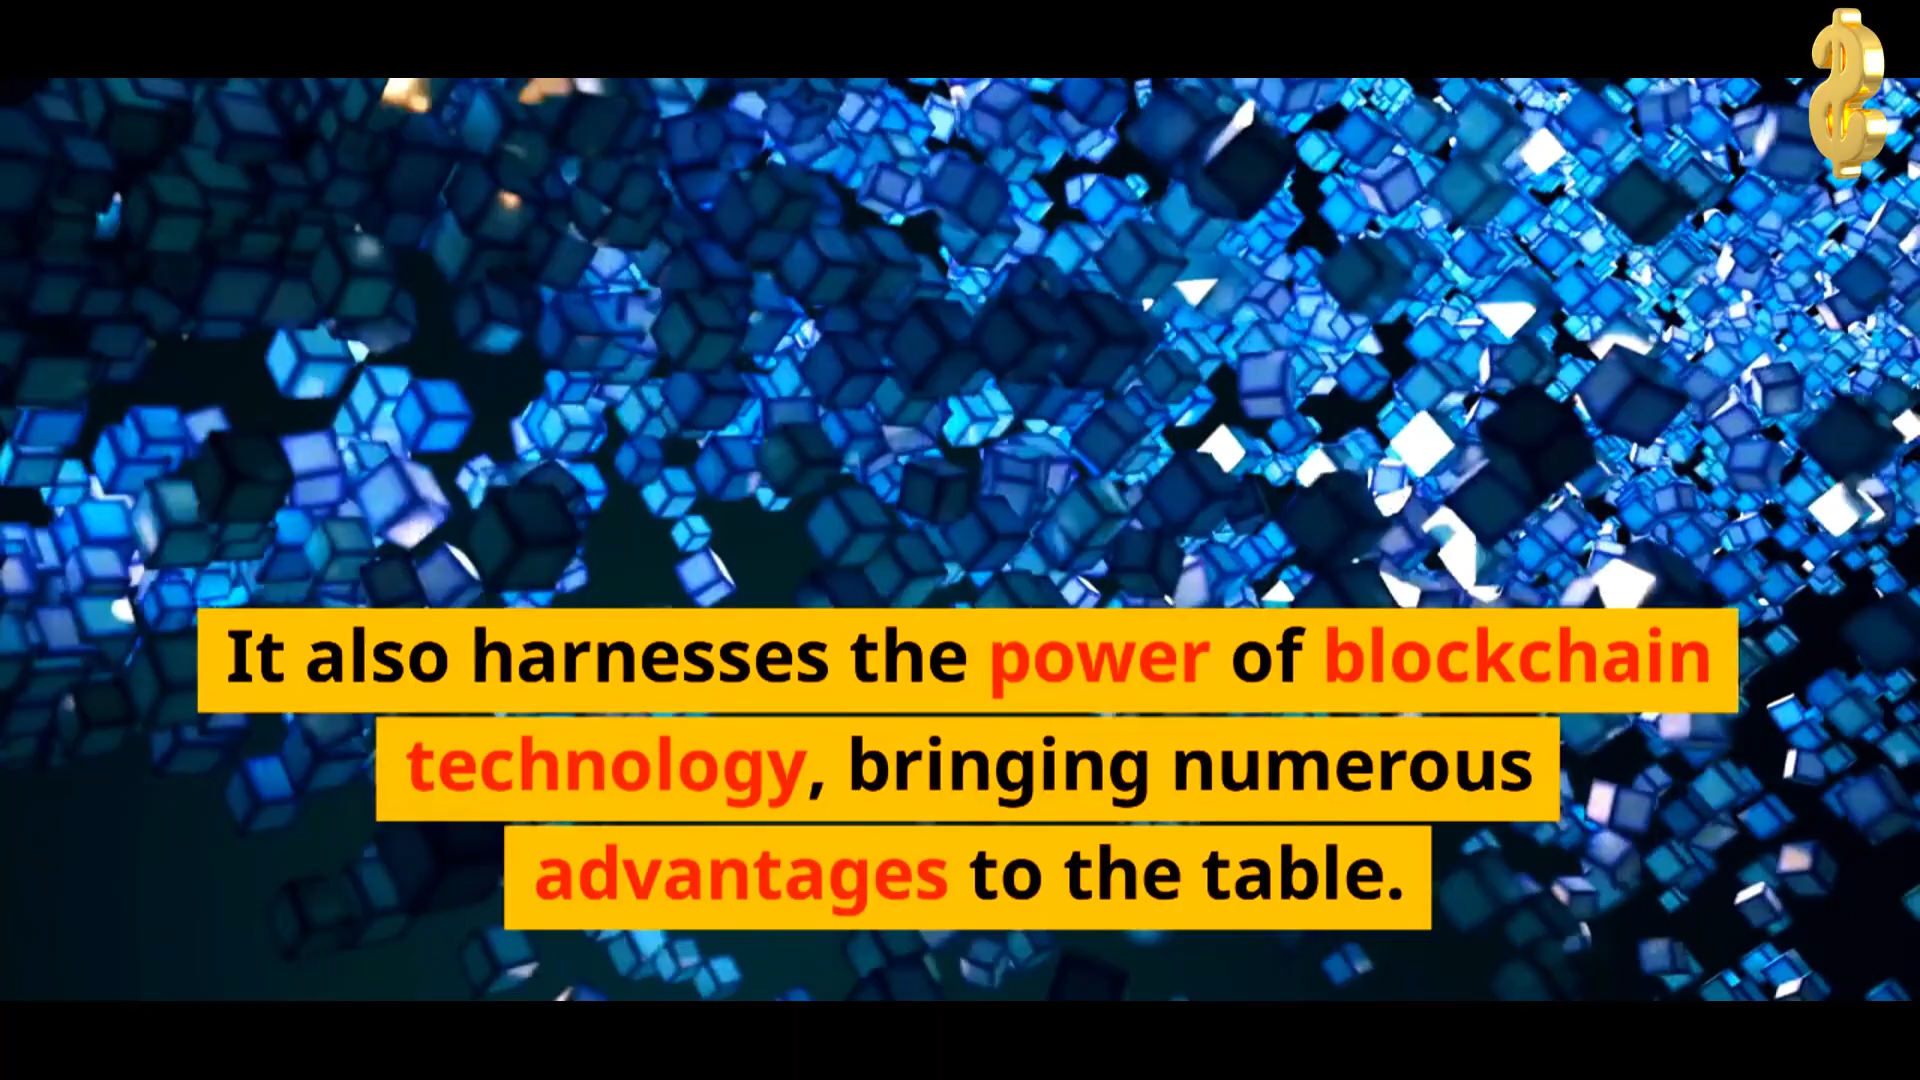 It also harnesses the power of blockchain
technology, bringing numerous
advantages to the table.